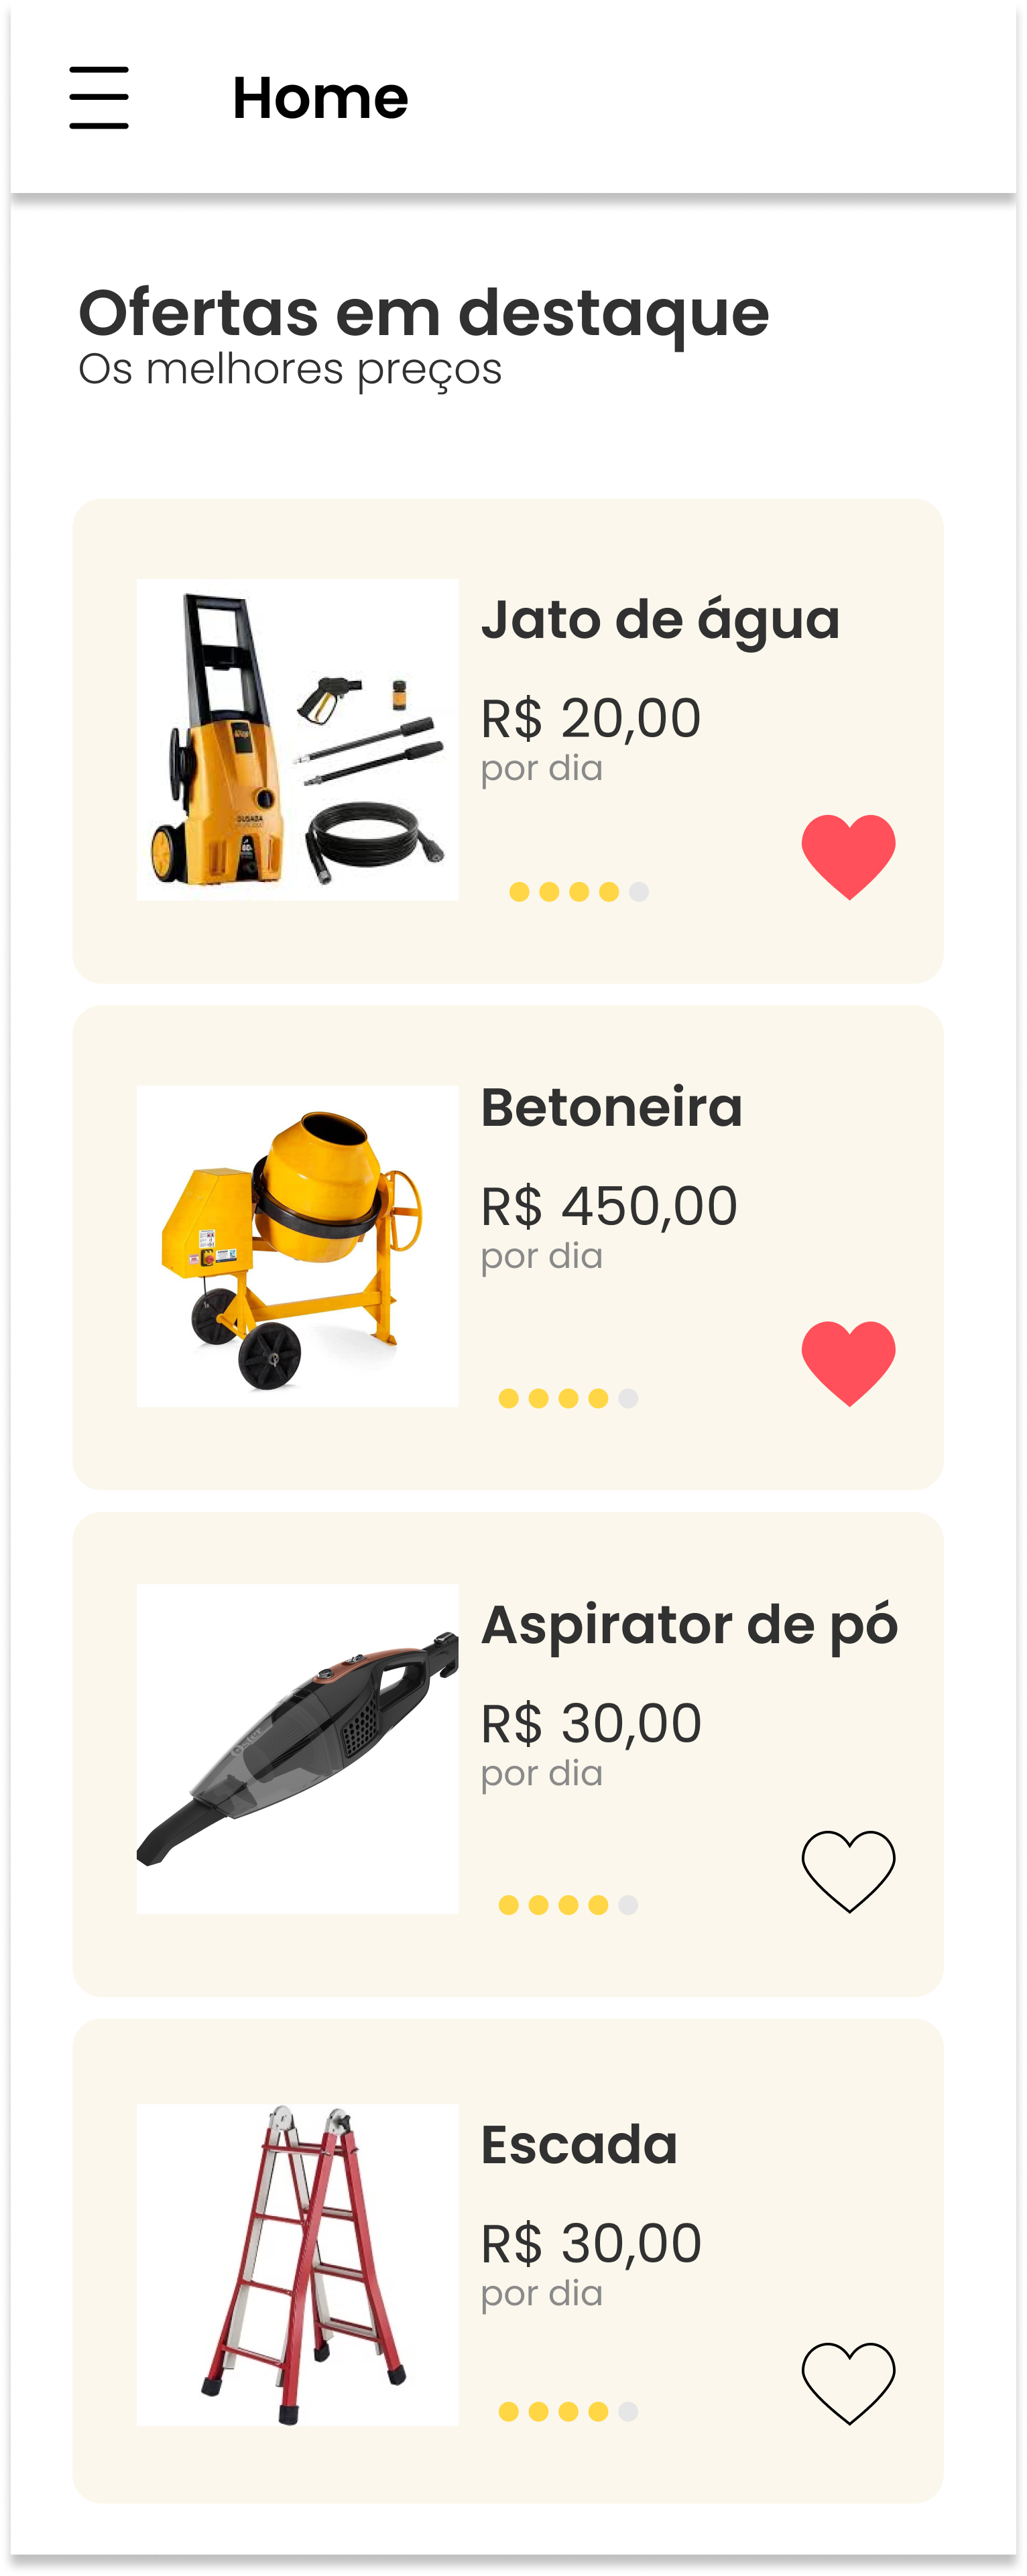 Home
Ofertas em destaque
Os melhores preços
Jato de água
R$ 20,00
por dia
Betoneira
R$ 450,00
por dia
Aspirator de pó
R$ 30,00
por dia
Escada
R$ 30,00
por dia